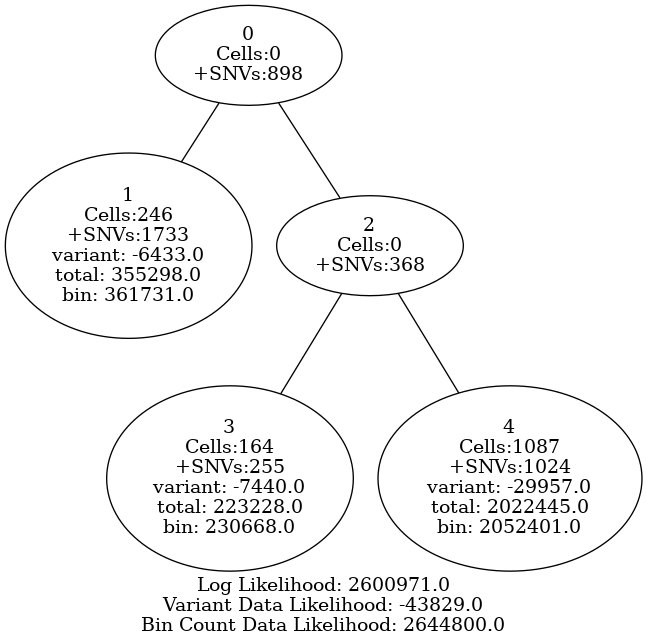 0
Cells:0
+SNVs:898
1
Cells:246
+SNVs:1733
variant: -6433.0
total: 355298.0
bin: 361731.0
2
Cells:0
+SNVs:368
3
Cells:164
+SNVs:255
variant: -7440.0
total: 223228.0
bin: 230668.0
4
Cells:1087
+SNVs:1024
variant: -29957.0
total: 2022445.0
bin: 2052401.0
Log Likelihood: 2600971.0
Variant Data Likelihood: -43829.0
Bin Count Data Likelihood: 2644800.0